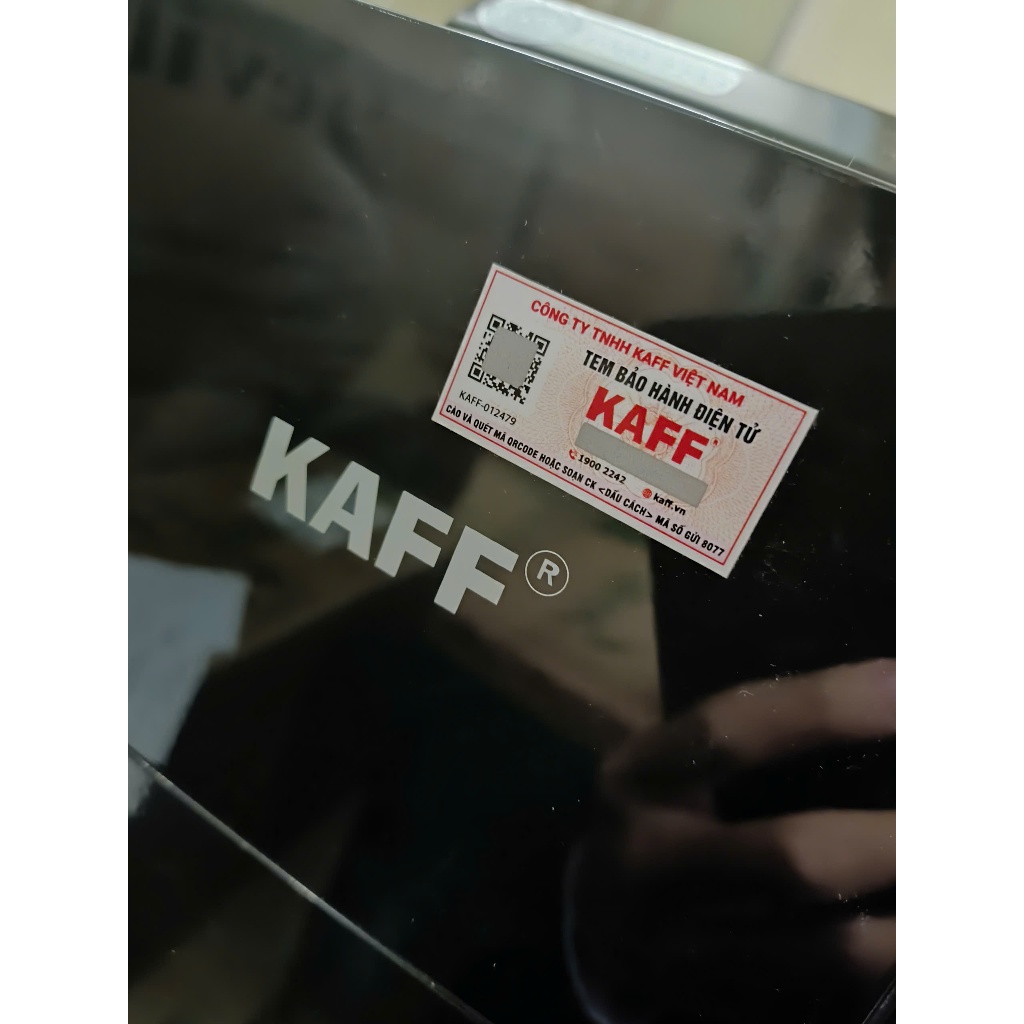 CÔNG TY TNHH KAFF VIỆT NAM
TEM BẢO HÀNH ĐIỆN TỬ
KAFF
KAFF-012479
1900 2242 kaff.vn
CÀO VÀ QUÉT MÃ QRCODE HOẶC SOẠN CK <DẤU CÁCH> MÃ SỐ GỬI 8077
KAFF®